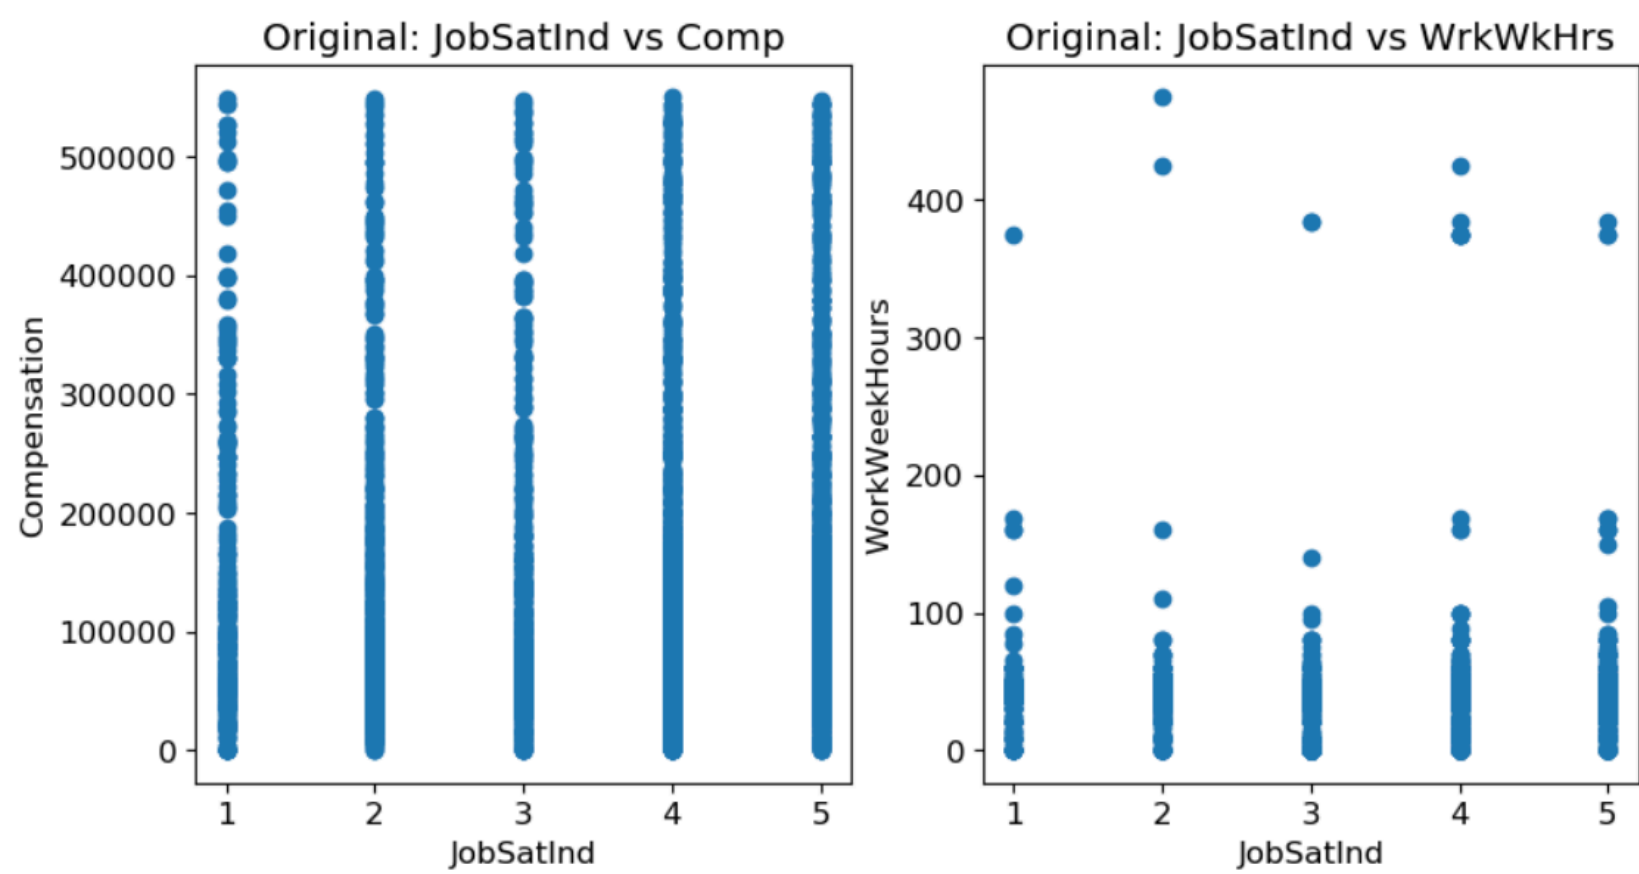 Original: JobSatInd vs Comp
Compensation
500000
400000
300000
200000
100000
0
1 2 3 4 5
JobSatInd
Original: JobSatInd vs WrkWkHrs
WorkWeekHours
400
300
200
100
0
1 2 3 4 5
JobSatInd